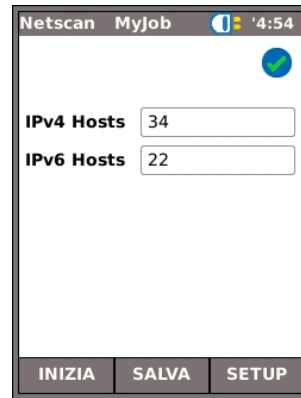 Netscan MyJob '4:54
IPv4 Hosts 34
IPv6 Hosts 22
INIZIA SALVA SETUP